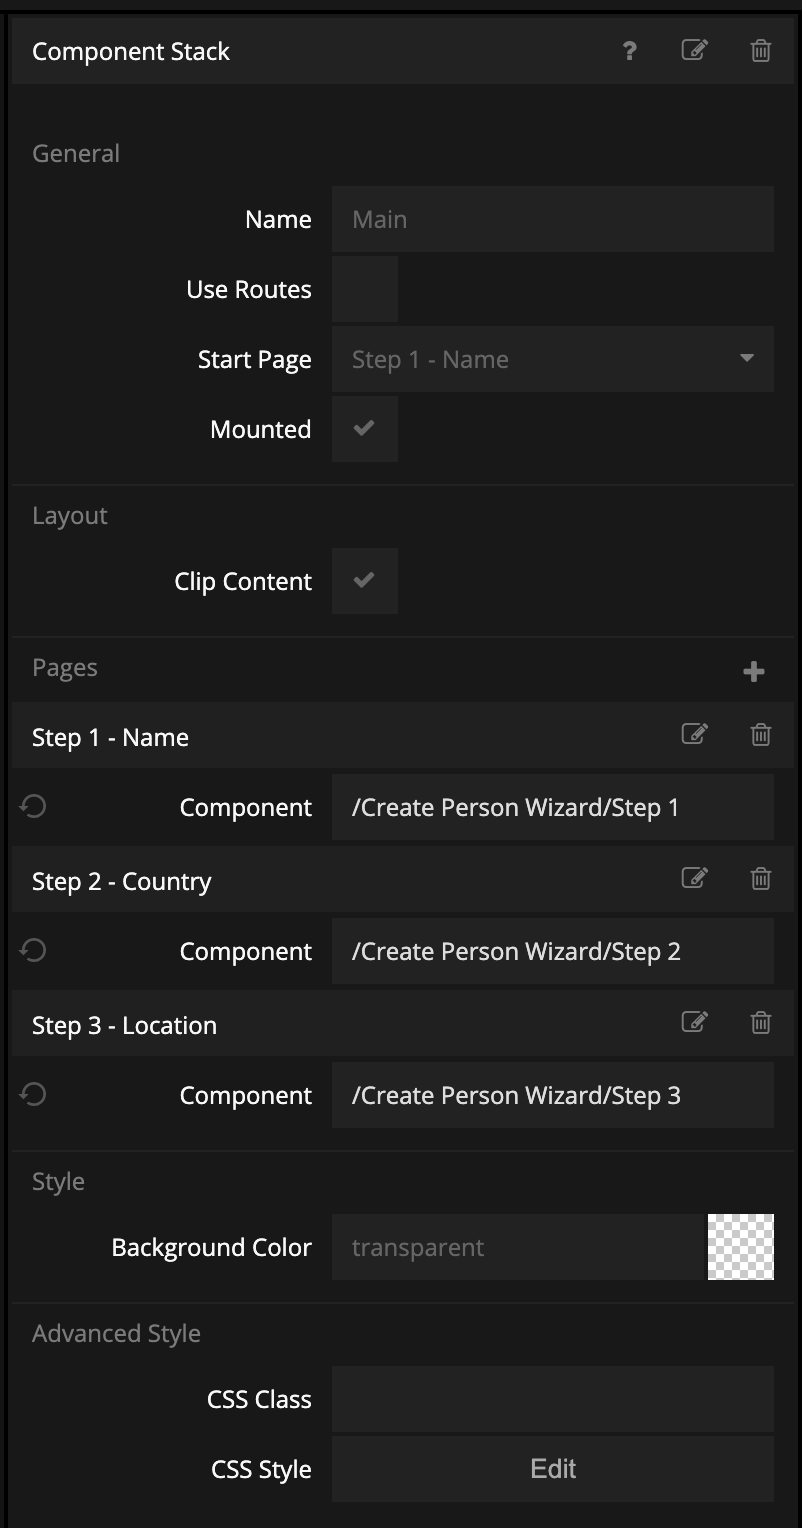 Component Stack ?
General
Name Main
Use Routes
Start Page Step 1 - Name
Mounted
Layout
Clip Content
Pages
Step 1 - Name
Component /Create Person Wizard/Step 1
Step 2 - Country
Component /Create Person Wizard/Step 2
Step 3 - Location
Component /Create Person Wizard/Step 3
Style
Background Color transparent
Advanced Style
CSS Class
CSS Style Edit